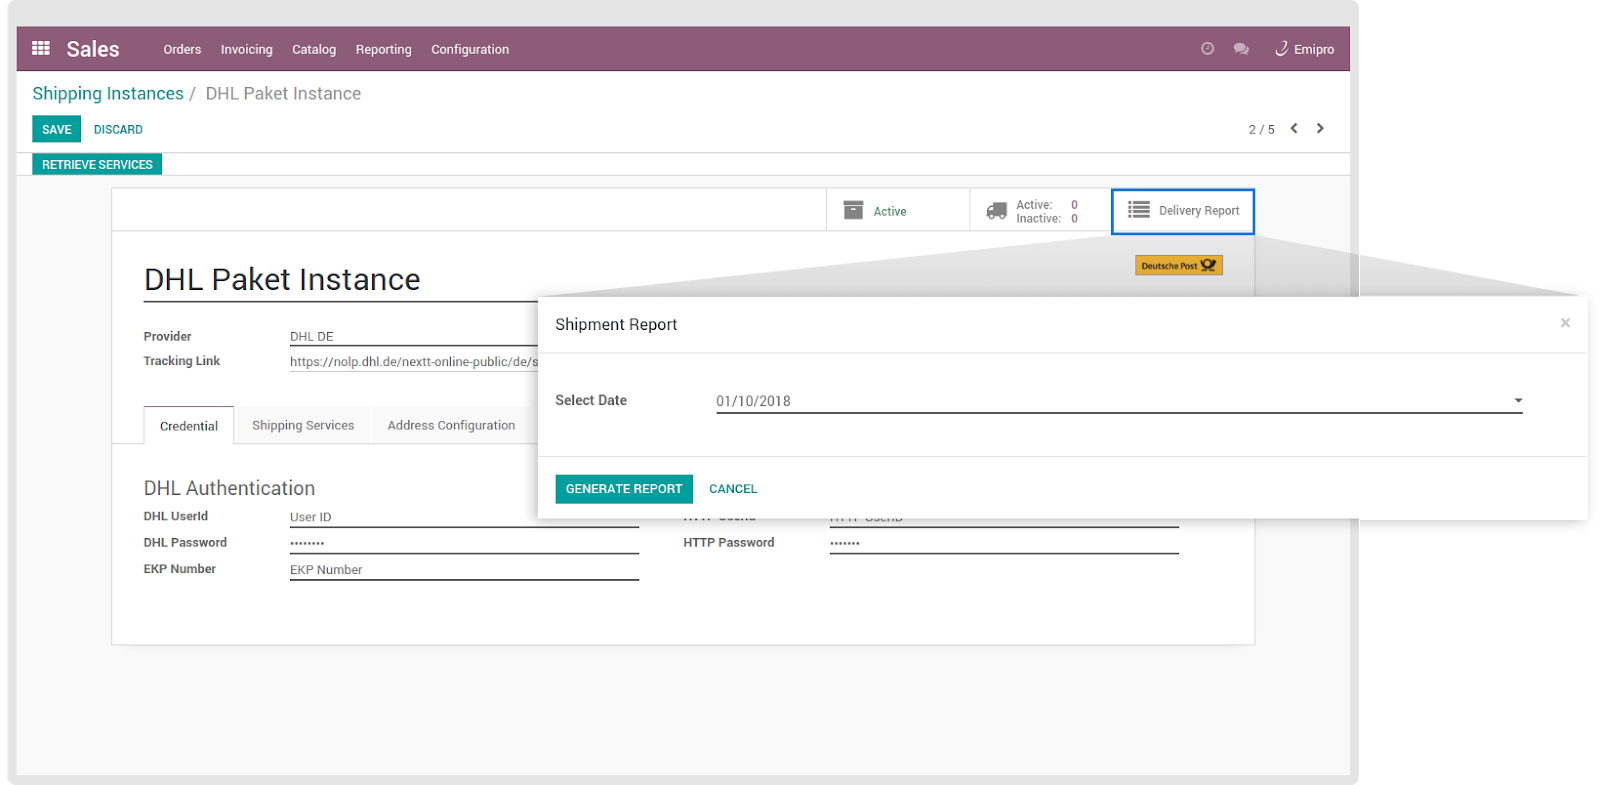 Sales Orders Invoicing Catalog Reporting Configuration Emipro
Shipping Instances / DHL Paket Instance
SAVE DISCARD 2 / 5
RETRIEVE SERVICES
Active
Active: 0
Inactive: 0
Delivery Report
Deutsche Post
DHL Paket Instance
Provider DHL DE
Tracking Link https://nolp.dhl.de/nextt-online-public/de/s
Shipment Report ×
Select Date 01/10/2018
GENERATE REPORT CANCEL
Credential Shipping Services Address Configuration
DHL Authentication
DHL UserId User ID
DHL Password •••••••• HTTP Password •••••••
EKP Number EKP Number